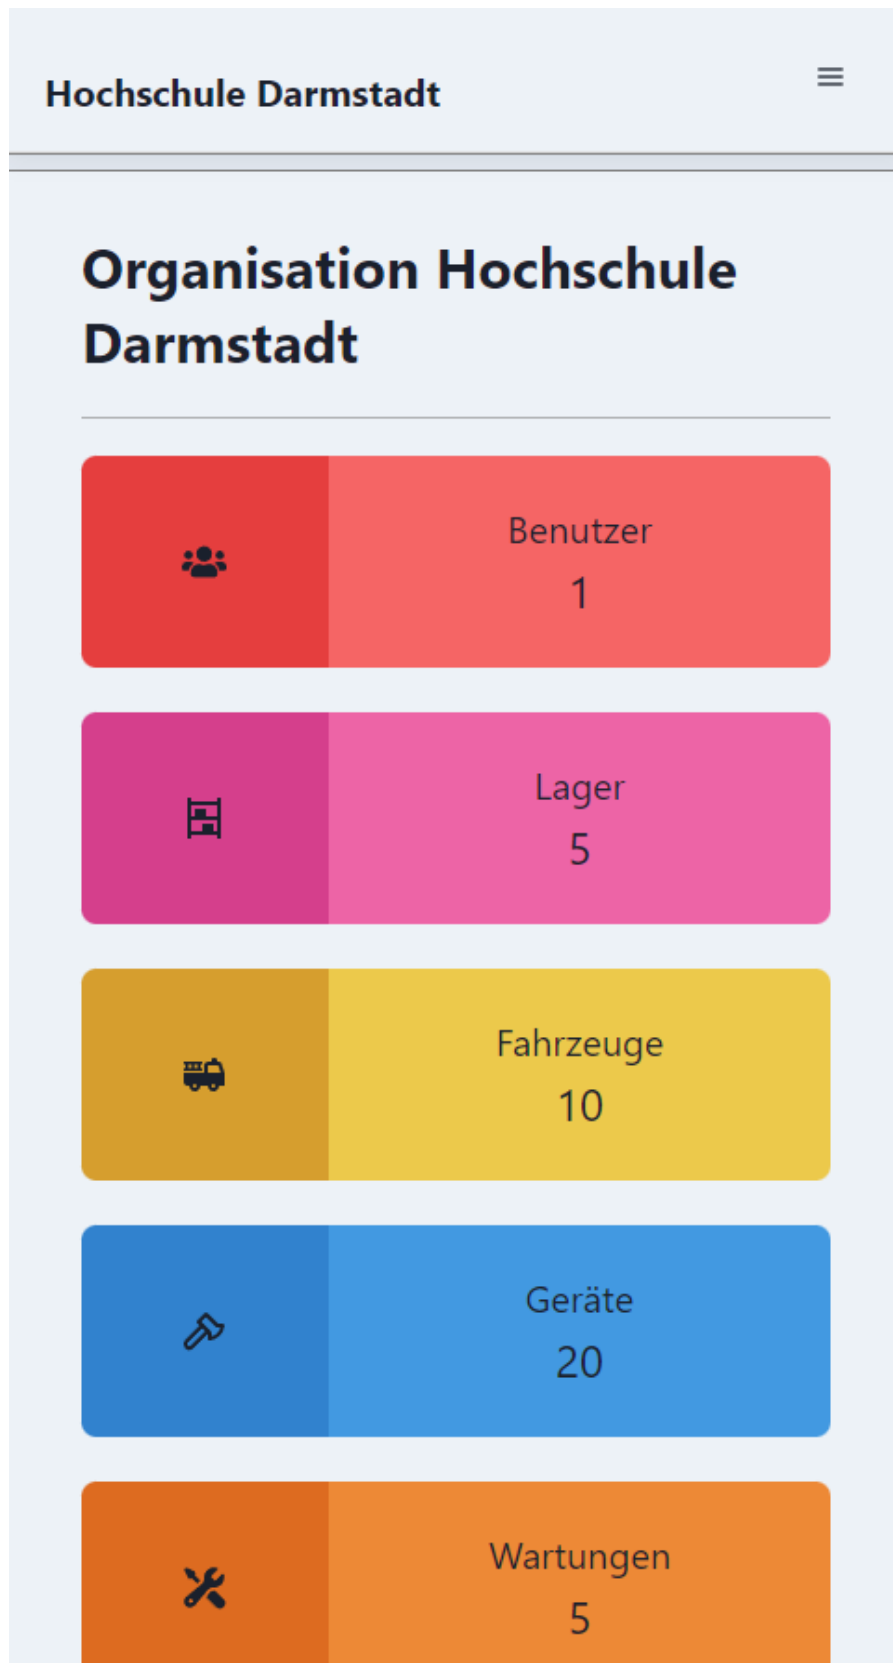 Hochschule Darmstadt
Organisation Hochschule
Darmstadt
Benutzer
1
Lager
5
Fahrzeuge
10
Geräte
20
Wartungen
5